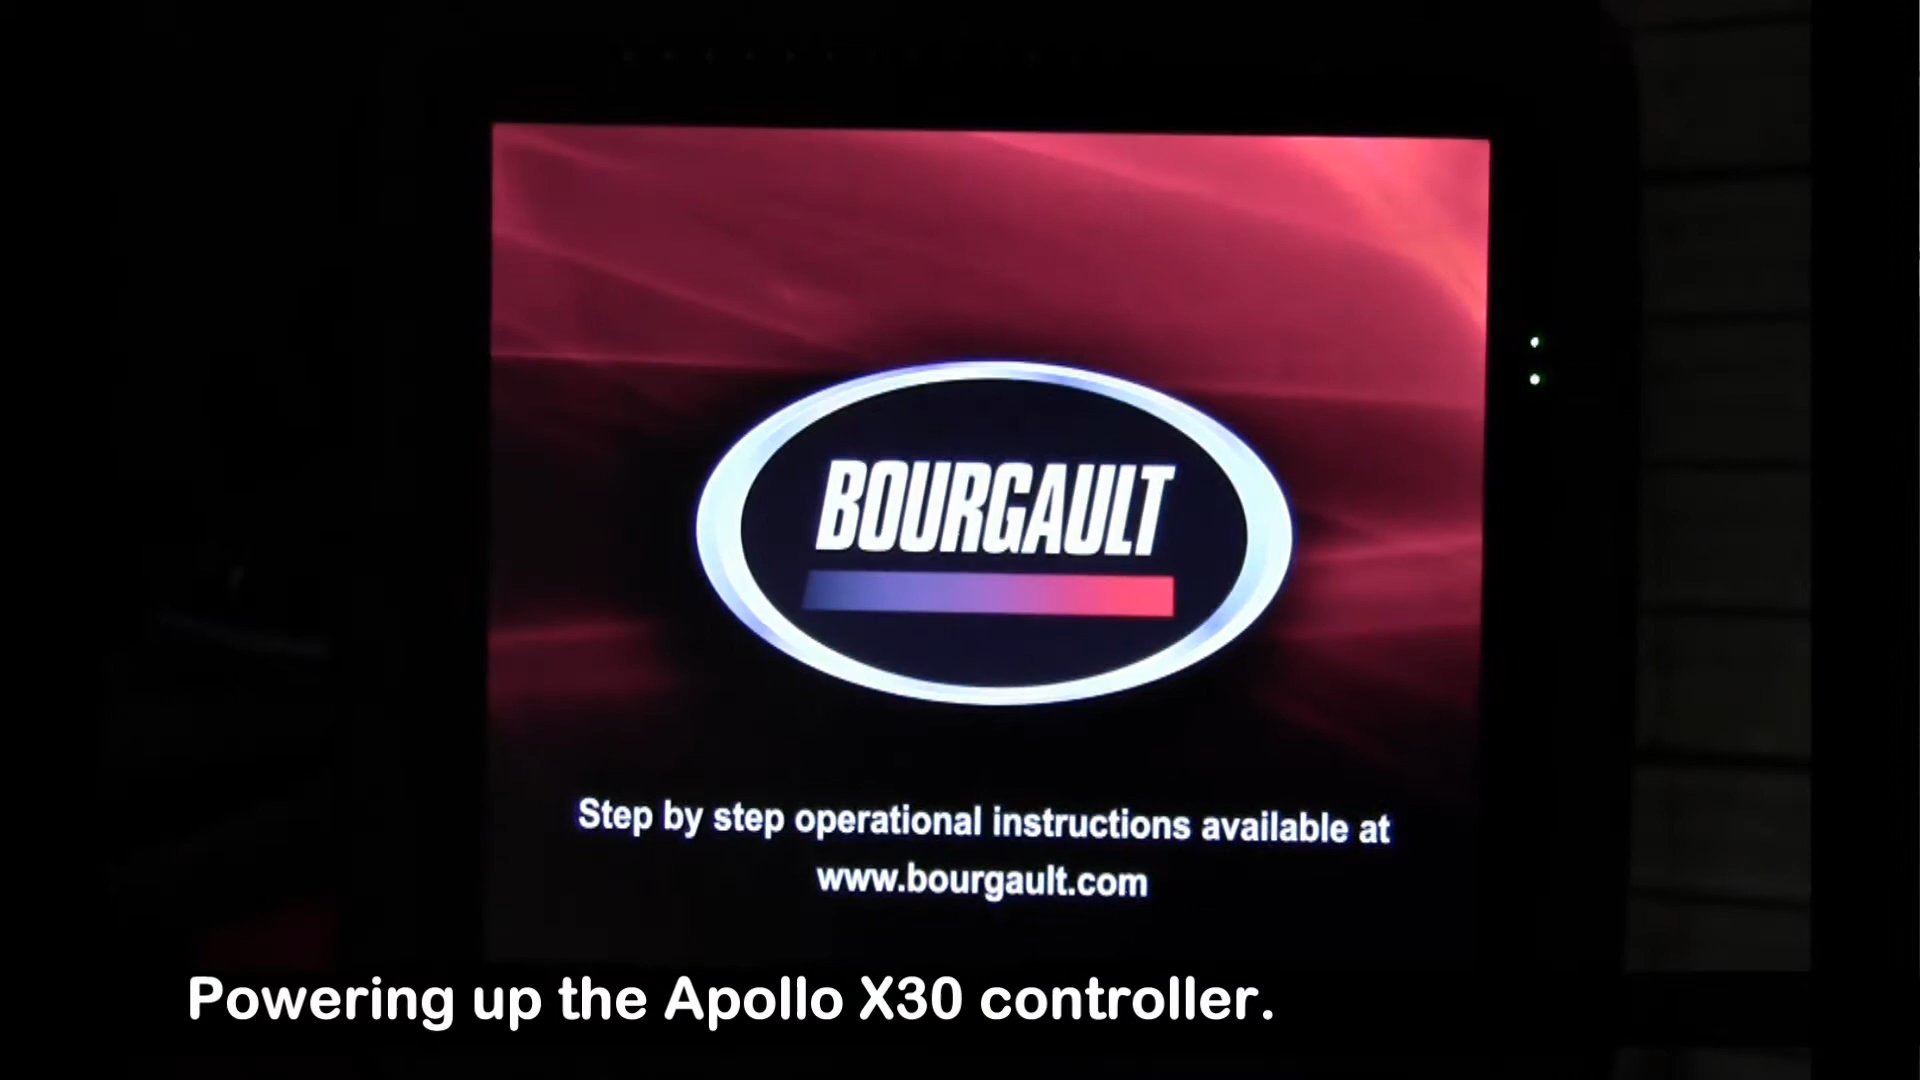 BOURGAULT
Step by step operational instructions available at
www.bourgault.com
Powering up the Apollo X30 controller.